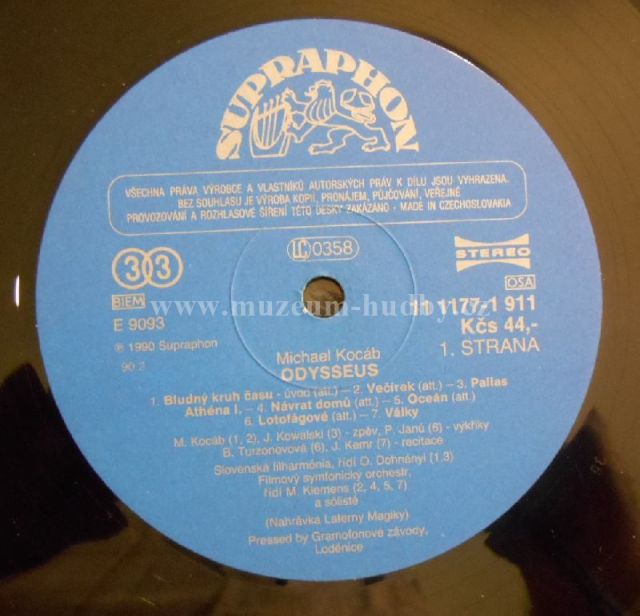 SUPRAPHON
VŠECHNA PRÁVA VÝROBCE A VLASTNÍKŮ AUTORSKÝCH PRÁV K DÍLU JSOU VYHRAZENA.
BEZ SOUHLASU JE VÝROBA KOPIÍ, PRONÁJEM, PŮJČOVÁNÍ, VEŘEJNÉ
PROVOZOVÁNÍ A ROZHLASOVÉ ŠÍŘENÍ TÉTO DESKY ZAKÁZÁNO - MADE IN CZECHOSLOVAKIA
33
LC 0358
STEREO
BIEM
OSA
www.muzeum-hudby.cz
E 9093
11 1177-1 911
Kčs 44,-
℗ 1990 Supraphon
1. STRANA
90 2
Michael Kocáb
ODYSSEUS
1. Bludný kruh času - úvod (att.) – 2. Večírek (att.) – 3. Pallas
Athéna I. – 4. Návrat domů (att.) – 5. Oceán (att.)
6. Lotofágové (att.) – 7. Války
M. Kocáb (1, 2), J. Kowalski (3) - zpěv, P. Janů (6) - výkřiky
B. Turzonovová (6), J. Kemr (7) - recitace
Slovenská filharmónia, řídí O. Dohnányi (1,3)
Filmový symfonický orchestr,
řídí M. Klemens (2, 4, 5, 7)
a sólisté
(Nahrávka Laterny Magiky)
Pressed by Gramofonové závody,
Loděnice